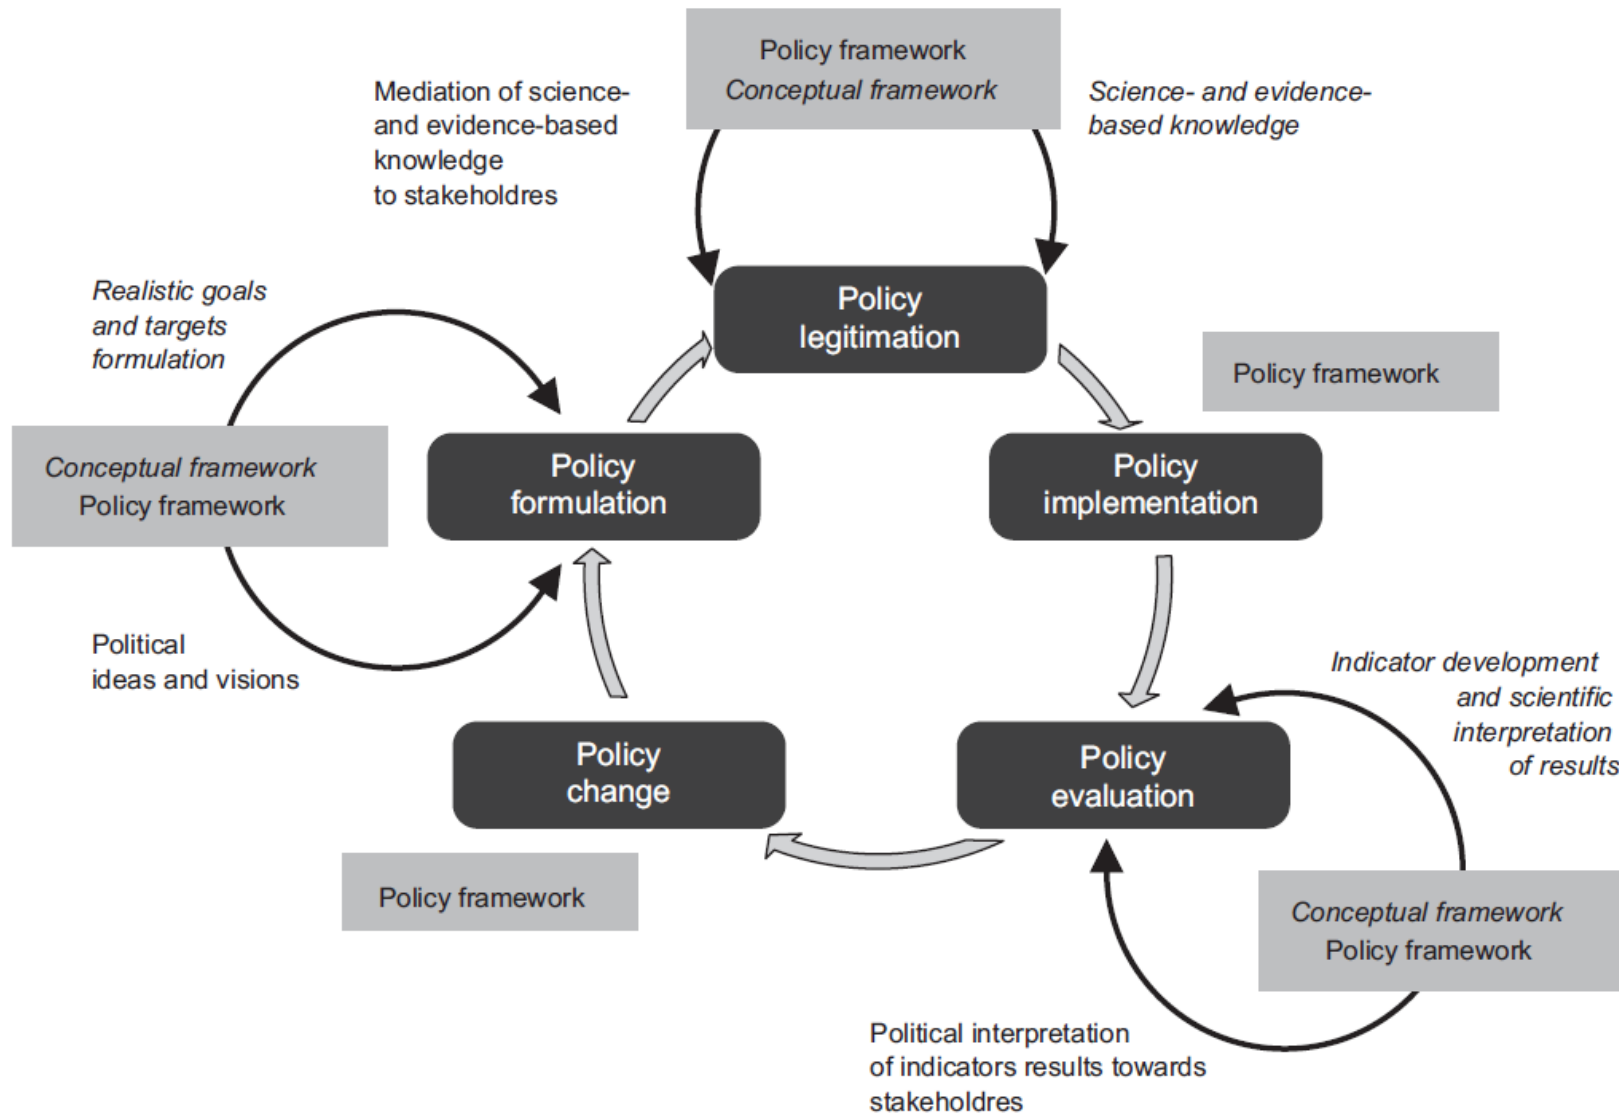 Policy framework
Conceptual framework
Mediation of science-
and evidence-based
knowledge
to stakeholdres
Science- and evidence-
based knowledge
Policy
legitimation
Realistic goals
and targets
formulation
Policy framework
Conceptual framework
Policy framework
Policy
formulation
Policy
implementation
Political
ideas and visions
Indicator development
and scientific
interpretation
of results
Policy
change
Policy
evaluation
Policy framework
Conceptual framework
Policy framework
Political interpretation
of indicators results towards
stakeholdres